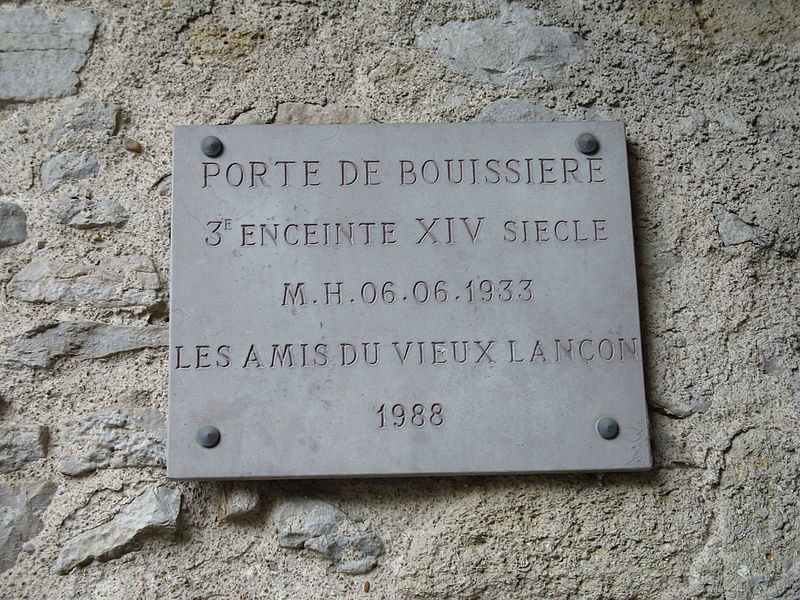 PORTE DE BOUISSIERE
3E ENCEINTE XIV SIECLE
M.H.06.06.1933
LES AMIS DU VIEUX LANÇON
1988